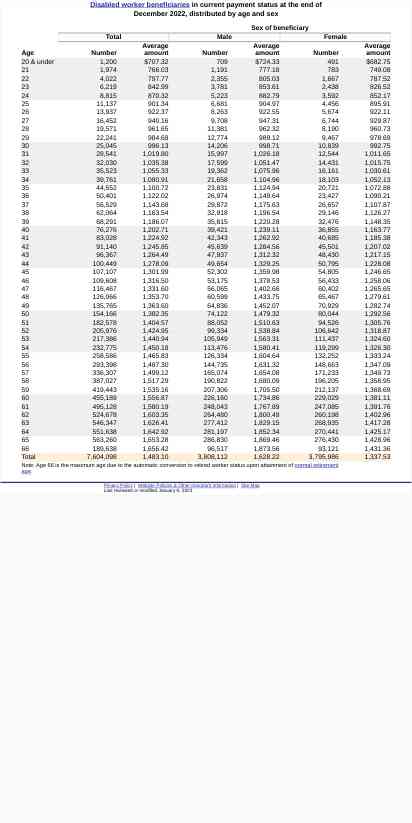 Disabled worker beneficiaries in current payment status at the end of
December 2022, distributed by age and sex
Sex of beneficiary
Total Male Female
Age Number Average amount Number Average amount Number Average amount
20 & under 1,200 $707.32 709 $724.33 491 $682.75
21 1,974 766.03 1,191 777.18 783 749.08
22 4,022 797.77 2,355 805.03 1,667 787.52
23 6,219 842.99 3,781 853.61 2,438 826.52
24 8,815 870.32 5,223 882.79 3,592 852.17
25 11,137 901.34 6,681 904.97 4,456 895.91
26 13,937 922.37 8,263 922.55 5,674 922.11
27 16,452 940.16 9,708 947.31 6,744 929.87
28 19,571 961.65 11,381 962.32 8,190 960.73
29 22,241 984.68 12,774 989.12 9,467 978.69
30 25,045 998.13 14,206 998.71 10,839 992.75
31 28,541 1,019.80 15,997 1,026.18 12,544 1,011.65
32 32,030 1,035.38 17,599 1,051.47 14,431 1,015.75
33 35,523 1,055.33 19,362 1,075.96 16,161 1,030.61
34 39,761 1,080.91 21,658 1,104.96 18,103 1,052.13
35 44,552 1,100.72 23,831 1,124.94 20,721 1,072.88
36 50,401 1,122.02 26,974 1,149.64 23,427 1,090.21
37 56,529 1,143.68 29,872 1,175.63 26,657 1,107.87
38 62,064 1,163.54 32,918 1,196.54 29,146 1,126.27
39 68,291 1,186.07 35,815 1,220.28 32,476 1,148.35
40 76,276 1,202.71 39,421 1,239.11 36,855 1,163.77
41 83,028 1,224.92 42,343 1,262.92 40,685 1,185.38
42 91,140 1,245.85 45,639 1,284.56 45,501 1,207.02
43 96,367 1,264.49 47,937 1,312.32 48,430 1,217.15
44 100,449 1,278.09 49,654 1,329.25 50,795 1,228.08
45 107,107 1,301.99 52,302 1,359.98 54,805 1,246.65
46 109,608 1,316.50 53,175 1,378.53 56,433 1,258.06
47 116,467 1,331.60 56,065 1,402.66 60,402 1,265.65
48 126,066 1,353.70 60,599 1,433.75 65,467 1,279.61
49 135,765 1,363.60 64,836 1,452.07 70,929 1,282.74
50 154,166 1,382.35 74,122 1,479.32 80,044 1,292.56
51 182,578 1,404.57 88,052 1,510.63 94,526 1,305.76
52 205,976 1,424.95 99,334 1,538.84 106,642 1,318.87
53 217,386 1,440.94 105,949 1,563.31 111,437 1,324.60
54 232,775 1,450.18 113,476 1,580.41 119,299 1,326.30
55 258,586 1,465.83 126,334 1,604.64 132,252 1,333.24
56 293,398 1,487.30 144,735 1,631.32 148,663 1,347.09
57 336,307 1,499.12 165,074 1,654.08 171,233 1,349.73
58 387,027 1,517.29 190,822 1,680.09 196,205 1,358.95
59 419,443 1,535.16 207,306 1,705.50 212,137 1,368.69
60 455,189 1,556.87 226,160 1,734.86 229,029 1,381.11
61 495,128 1,580.19 248,043 1,767.89 247,085 1,391.76
62 524,678 1,603.35 264,480 1,800.49 260,198 1,402.96
63 546,347 1,626.41 277,412 1,829.15 268,935 1,417.28
64 551,638 1,642.92 281,197 1,852.34 270,441 1,425.17
65 563,260 1,653.28 286,830 1,869.46 276,430 1,428.96
66 189,638 1,656.42 96,517 1,873.56 93,121 1,431.36
Total 7,604,098 1,483.10 3,808,112 1,628.22 3,795,986 1,337.53
Note: Age 66 is the maximum age due to the automatic conversion to retired worker status upon attainment of normal retirement
age.
Privacy Policy | Website Policies & Other Important Information | Site Map
Last reviewed or modified January 6, 2023